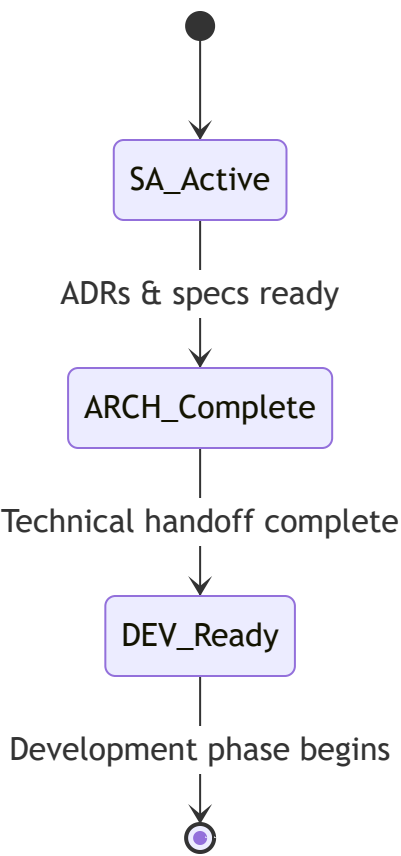 SA_Active
ADRs & specs ready
ARCH_Complete
Technical handoff complete
DEV_Ready
Development phase begins